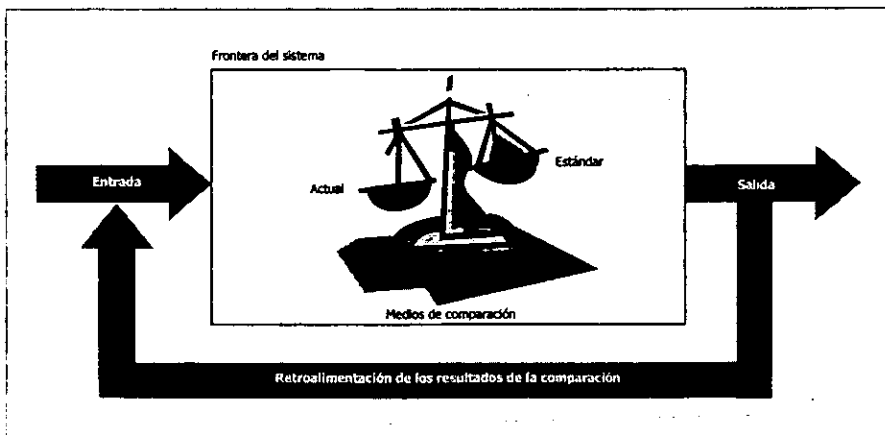 Frontera del sistema
Entrada
Actual
Estándar
Salida
Medios de comparación
Retroalimentación de los resultados de la comparación